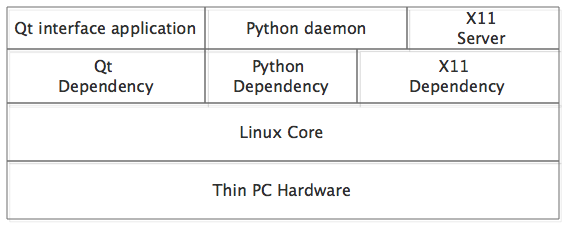 Qt interface application
Python daemon
X11
Server
Qt
Dependency
Python
Dependency
X11
Dependency
Linux Core
Thin PC Hardware